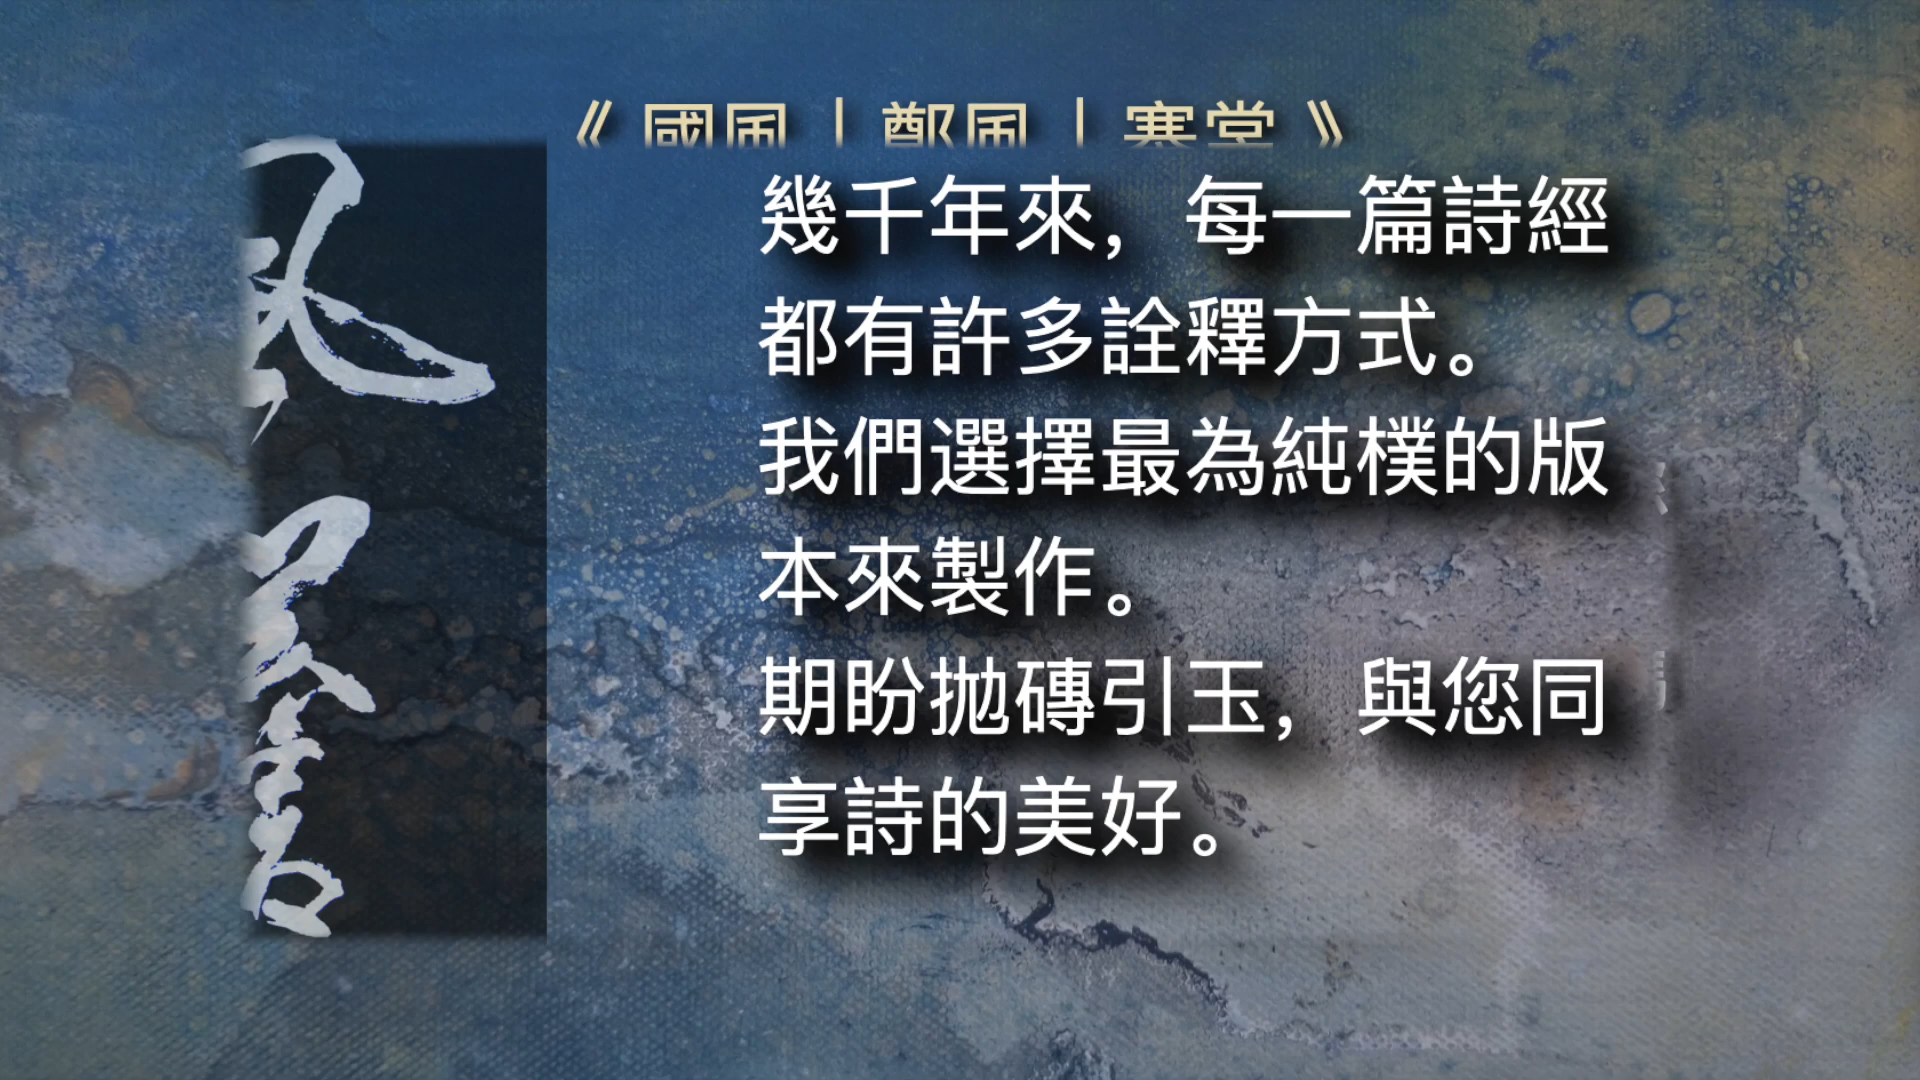 《國風｜鄭風｜褰裳》
幾千年來，每一篇詩經
都有許多詮釋方式。
我們選擇最為純樸的版
本來製作。
期盼拋磚引玉，與您同
享詩的美好。